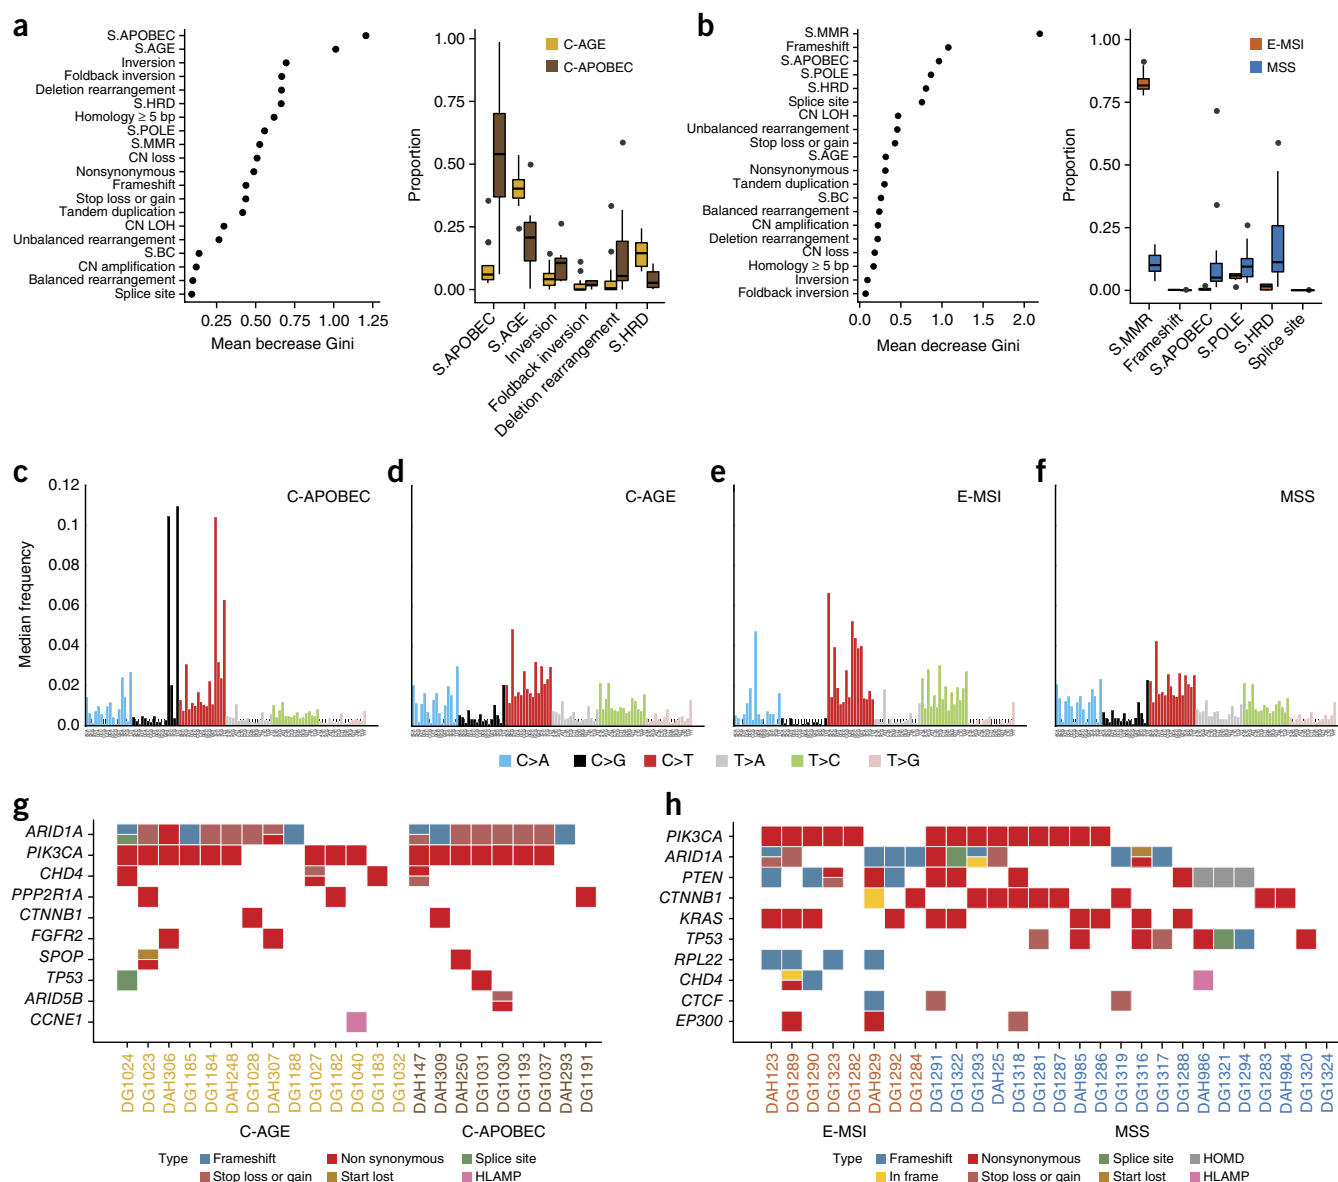 a
S.APOBEC
S.AGE
Inversion
Foldback inversion
Deletion rearrangement
S.HRD
Homology ≥ 5 bp
S.POLE
S.MMR
CN loss
Nonsynonymous
Frameshift
Stop loss or gain
Tandem duplication
CN LOH
Unbalanced rearrangement
S.BC
CN amplification
Balanced rearrangement
Splice site
0.25 0.50 0.75 1.00 1.25
Mean becrease Gini
Proportion
1.00
0.75
0.50
0.25
0.00
C-AGE
C-APOBEC
S.APOBEC
S.AGE
Inversion
Foldback inversion
Deletion rearrangement
S.HRD
b
S.MMR
Frameshift
S.APOBEC
S.POLE
S.HRD
Splice site
CN LOH
Unbalanced rearrangement
Stop loss or gain
S.AGE
Nonsynonymous
Tandem duplication
S.BC
Balanced rearrangement
CN amplification
Deletion rearrangement
CN loss
Homology ≥ 5 bp
Inversion
Foldback inversion
0.0 0.5 1.0 1.5 2.0
Mean decrease Gini
Proportion
1.00
0.75
0.50
0.25
0.00
E-MSI
MSS
S.MMR
Frameshift
S.APOBEC
S.POLE
S.HRD
Splice site
c
C-APOBEC
Median frequency
0.12
0.1
0.08
0.06
0.04
0.02
0.0
d
C-AGE
e
E-MSI
f
MSS
C>A C>G C>T T>A T>C T>G
g
ARID1A
PIK3CA
CHD4
PPP2R1A
CTNNB1
FGFR2
SPOP
TP53
ARID5B
CCNE1
DG1024
DG1023
DAH306
DG1185
DG1184
DAH248
DG1028
DAH307
DG1188
DG1027
DG1182
DG1040
DG1183
DG1032
DAH147
DAH309
DAH250
DG1031
DG1030
DG1193
DG1037
DAH293
DG1191
C-AGE
C-APOBEC
Type Frameshift Non synonymous Splice site
Stop loss or gain Start lost HLAMP
h
PIK3CA
ARID1A
PTEN
CTNNB1
KRAS
TP53
RPL22
CHD4
CTCF
EP300
DAH123
DG1289
DG1290
DG1323
DG1282
DAH929
DG1292
DG1284
DG1291
DG1322
DG1293
DAH25
DG1318
DG1281
DG1287
DAH985
DG1286
DG1319
DG1316
DG1317
DG1288
DAH986
DG1321
DG1294
DG1283
DAH984
DG1320
DG1324
E-MSI
MSS
Type Frameshift Nonsynonymous Splice site HOMD
In frame Stop loss or gain Start lost HLAMP